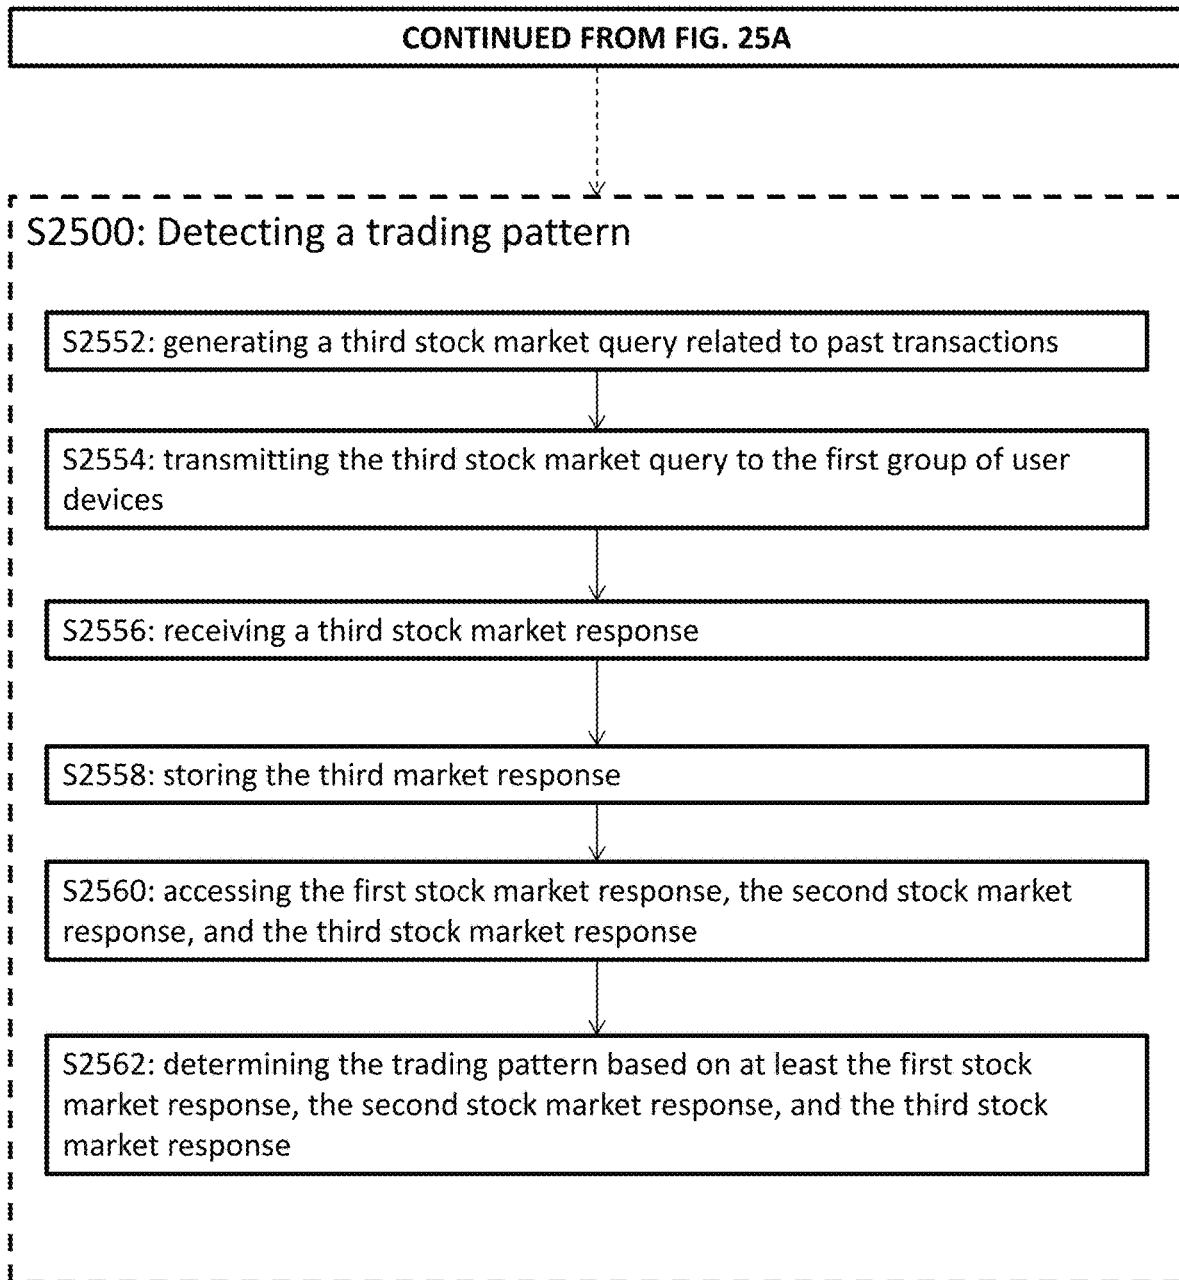 CONTINUED FROM FIG. 25A
S2500: Detecting a trading pattern
S2552: generating a third stock market query related to past transactions
S2554: transmitting the third stock market query to the first group of user
devices
S2556: receiving a third stock market response
S2558: storing the third market response
S2560: accessing the first stock market response, the second stock market
response, and the third stock market response
S2562: determining the trading pattern based on at least the first stock
market response, the second stock market response, and the third stock
market response